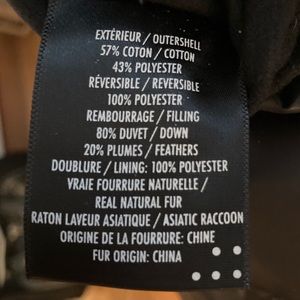 EXTÉRIEUR / OUTERSHELL
57% COTON / COTTON
43% POLYESTER
RÉVERSIBLE / REVERSIBLE
100% POLYESTER
REMBOURRAGE / FILLING
80% DUVET / DOWN
20% PLUMES / FEATHERS
DOUBLURE / LINING: 100% POLYESTER
VRAIE FOURRURE NATURELLE /
REAL NATURAL FUR
RATON LAVEUR ASIATIQUE / ASIATIC RACCOON
ORIGINE DE LA FOURRURE: CHINE
FUR ORIGIN: CHINA